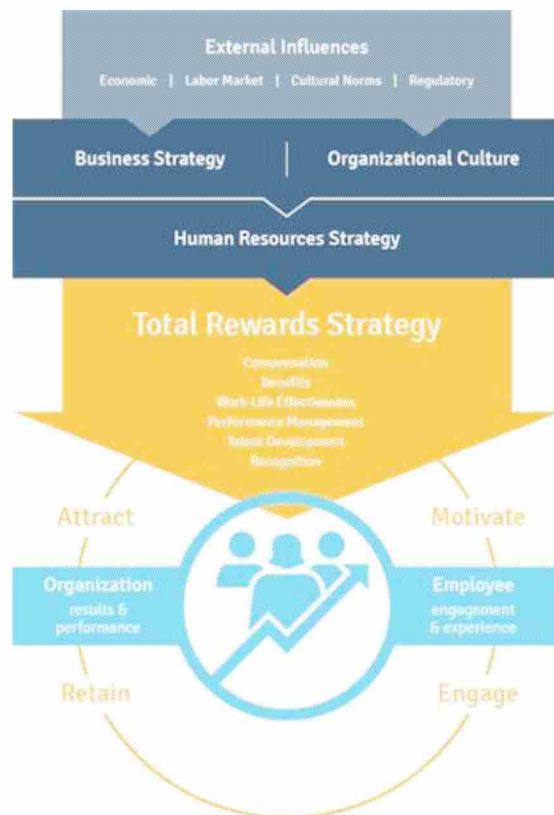 External Influences
Economic | Labor Market | Cultural Norms | Regulatory
Business Strategy | Organizational Culture
Human Resources Strategy
Total Rewards Strategy
Compensation
Benefits
Work-Life Effectiveness
Performance Management
Talent Development
Recognition
Attract
Motivate
Organization
results &
performance
Employee
engagement
& experience
Retain
Engage